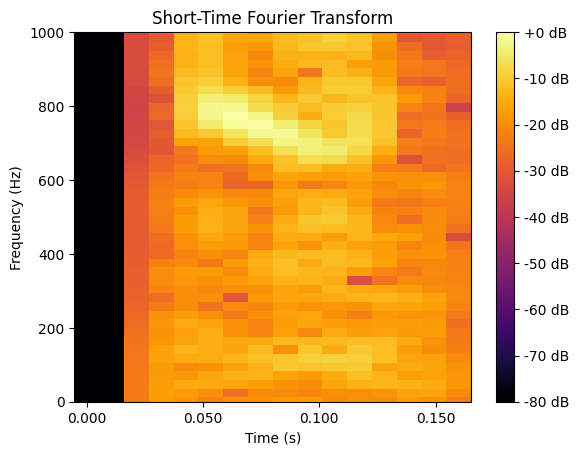 Short-Time Fourier Transform
1000
800
600
400
200
0
Frequency (Hz)
0.000
0.050
0.100
0.150
Time (s)
+0 dB
-10 dB
-20 dB
-30 dB
-40 dB
-50 dB
-60 dB
-70 dB
-80 dB